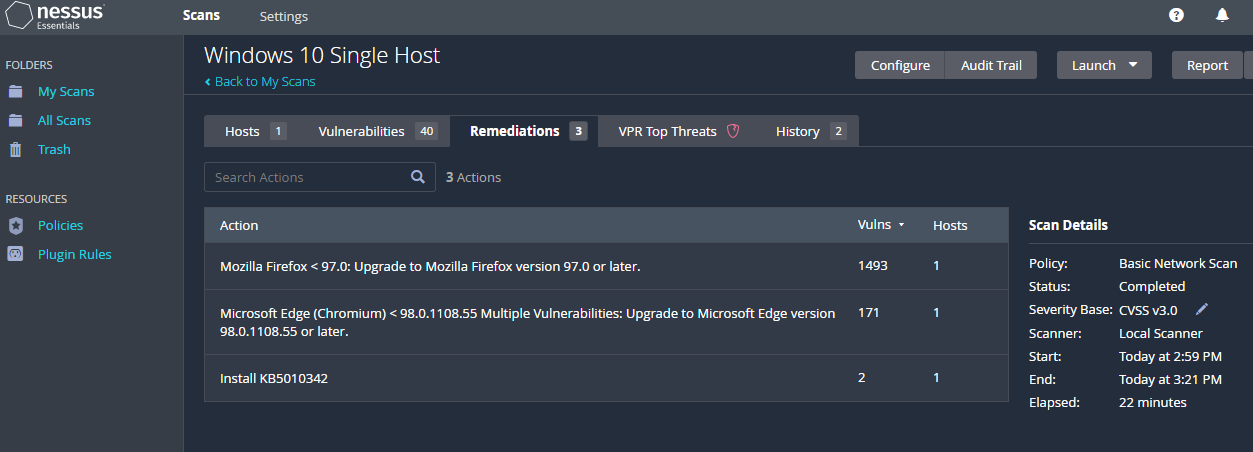 nessus
Essentials
Scans
Settings
FOLDERS
My Scans
All Scans
Trash
RESOURCES
Policies
Plugin Rules
Windows 10 Single Host
Back to My Scans
Configure
Audit Trail
Launch
Report
Hosts 1
Vulnerabilities 40
Remediations 3
VPR Top Threats
History 2
Search Actions
3 Actions
Action Vulns Hosts
Mozilla Firefox < 97.0: Upgrade to Mozilla Firefox version 97.0 or later. 1493 1
Microsoft Edge (Chromium) < 98.0.1108.55 Multiple Vulnerabilities: Upgrade to Microsoft Edge version 171 1
98.0.1108.55 or later.
Install KB5010342 2 1
Scan Details
Policy: Basic Network Scan
Status: Completed
Severity Base: CVSS v3.0
Scanner: Local Scanner
Start: Today at 2:59 PM
End: Today at 3:21 PM
Elapsed: 22 minutes